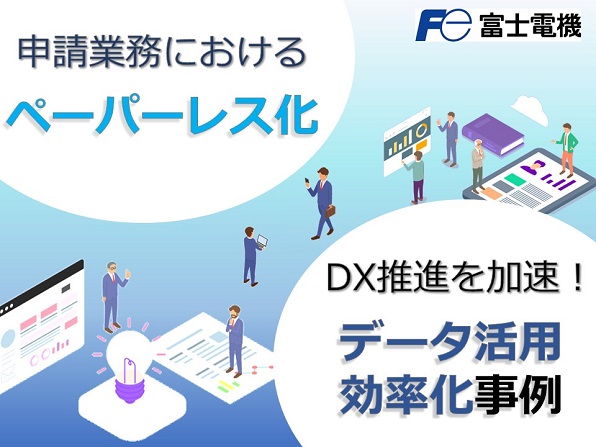 Fe 富士電機
申請業務における
ペーパーレス化
DX推進を加速！
データ活用
効率化事例